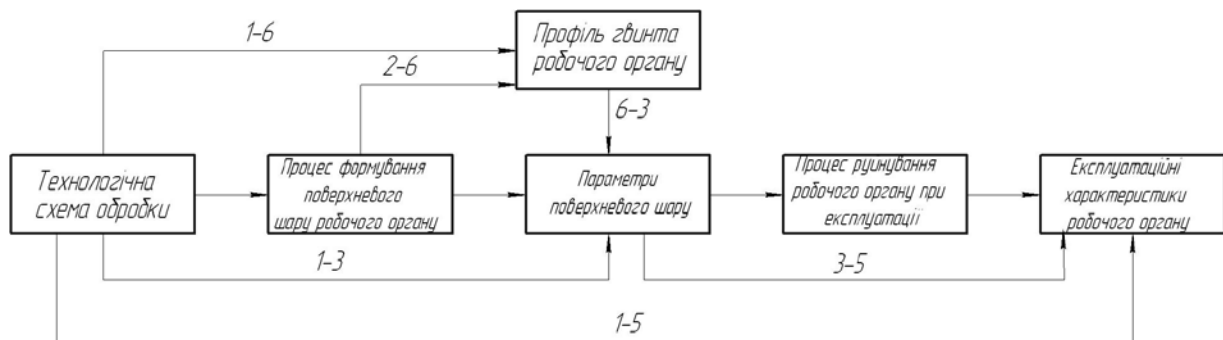 1-6
Профіль гвинта
робочого органу
2-6
6-3
Технологічна
схема обробки
Процес формування
поверхневого
шару робочого органу
Параметри
поверхневого шару
Процес руинування
робочого органу при
експлуатації
Експлуатаційні
характеристики
робочого органу
1-3
3-5
1-5